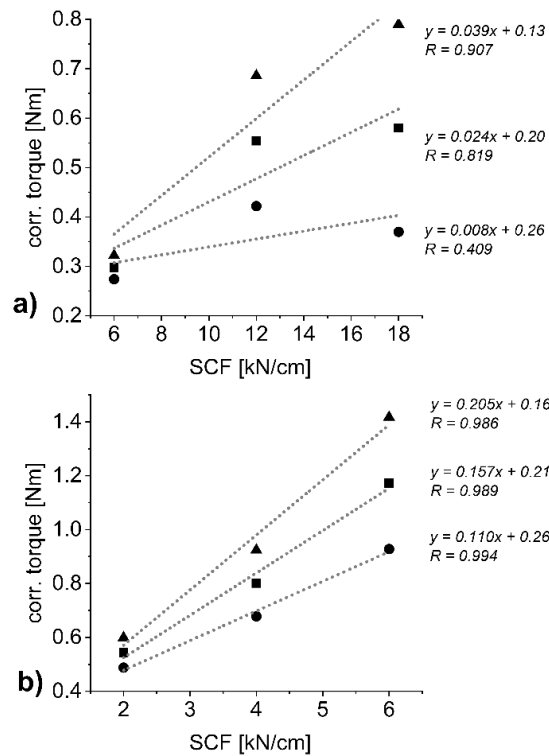 0.8
0.7
0.6
0.5
0.4
0.3
0.2
corr. torque [Nm]
y = 0.039x + 0.13
R = 0.907
y = 0.024x + 0.20
R = 0.819
y = 0.008x + 0.26
R = 0.409
a)
6 8 10 12 14 16 18
SCF [kN/cm]
1.4
1.2
1.0
0.8
0.6
0.4
corr. torque [Nm]
y = 0.205x + 0.16
R = 0.986
y = 0.157x + 0.21
R = 0.989
y = 0.110x + 0.26
R = 0.994
b)
2 3 4 5 6
SCF [kN/cm]